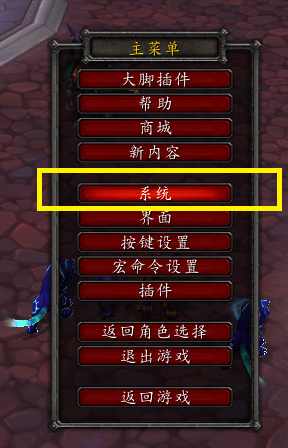 主菜单
大脚插件
帮助
商城
新内容
系统
界面
按键设置
宏命令设置
插件
返回角色选择
退出游戏
返回游戏